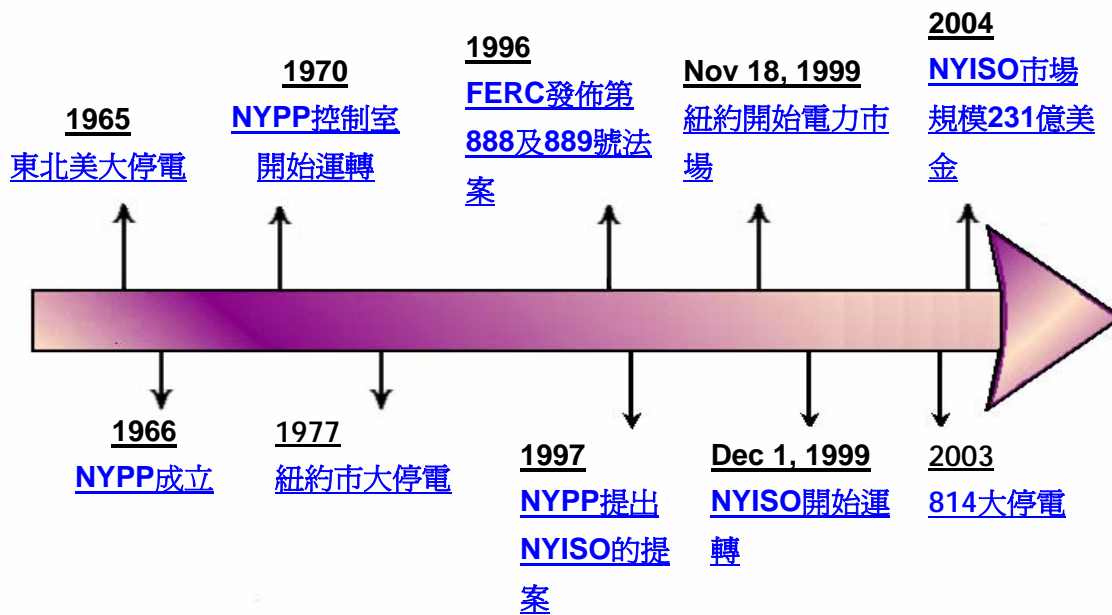 1965
東北美大停電
1970
NYPP控制室
開始運轉
1996
FERC發佈第
888及889號法
案
Nov 18, 1999
紐約開始電力市
場
2004
NYISO市場
規模231億美
金
1966
NYPP成立
1977
紐約市大停電
1997
NYPP提出
NYISO的提
案
Dec 1, 1999
NYISO開始運
轉
2003
814大停電